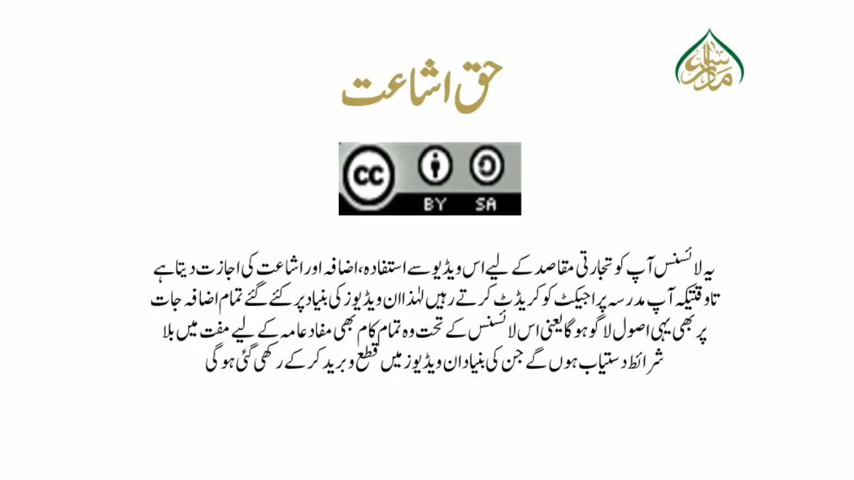 مدرسہ
حق اشاعت
cc
BY SA
یہ لائسنس آپ کو تجارتی مقاصد کے لیے اس ویڈیو سے استفادہ، اضافہ اور اشاعت کی اجازت دیتا ہے
تاوقتیکہ آپ مدرسہ پراجیکٹ کو کریڈٹ کرتے رہیں لہٰذا ان ویڈیوز کی بنیاد پر کئے گئے تمام اضافہ جات
پر بھی یہی اصول لاگو ہوگا یعنی اس لائسنس کے تحت وہ تمام کام بھی مفاد عامہ کے لیے مفت میں بلا
شرائط دستیاب ہوں گے جن کی بنیاد ان ویڈیوز میں قطع و برید کرکے رکھی گئی ہوگی